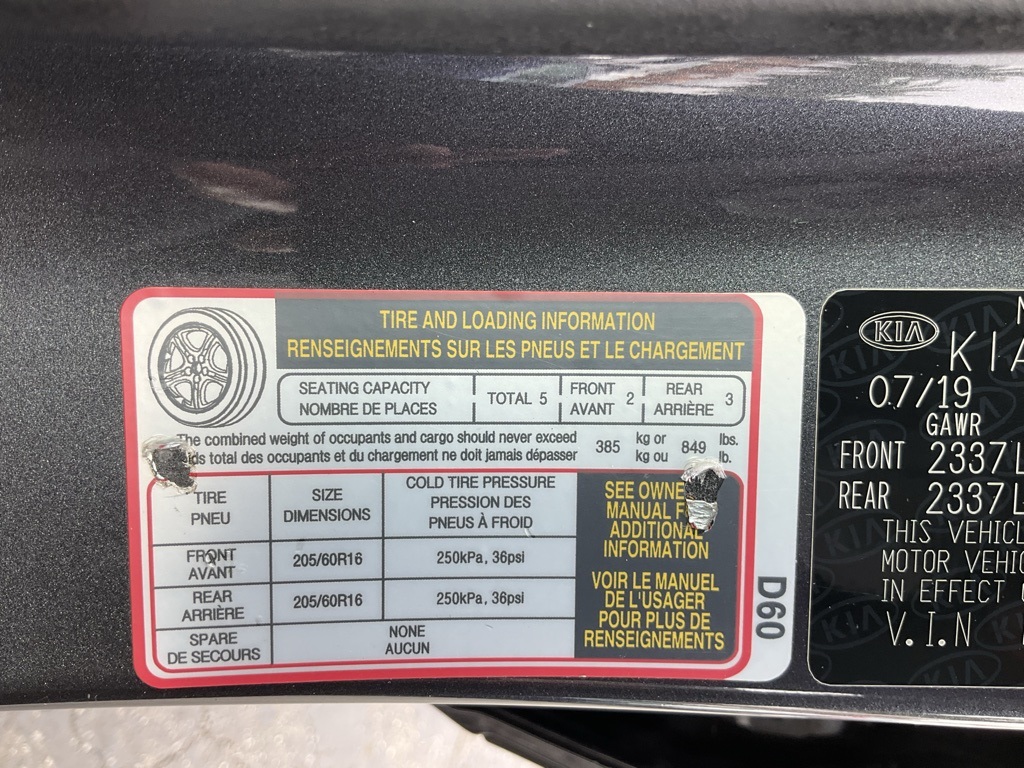 TIRE AND LOADING INFORMATION
RENSEIGNEMENTS SUR LES PNEUS ET LE CHARGEMENT
SEATING CAPACITY
NOMBRE DE PLACES
TOTAL 5
FRONT
AVANT 2
REAR
ARRIÈRE 3
The combined weight of occupants and cargo should never exceed
total des occupants et du chargement ne doit jamais dépasser
385 kg or 849 lbs.
kg ou lb.
TIRE
PNEU
SIZE
DIMENSIONS
COLD TIRE PRESSURE
PRESSION DES
PNEUS À FROID
FRONT
AVANT
205/60R16
250kPa, 36psi
REAR
ARRIÈRE
205/60R16
250kPa, 36psi
SPARE
DE SECOURS
NONE
AUCUN
SEE
MANUAL
ADDITIONAL
INFORMATION
VOIR LE MANUEL
DE L'USAGER
POUR PLUS DE
RENSEIGNEMENTS
D60
KIA
KIA
07/19
GAWR
FRONT 2337
REAR 2337
THIS
MOTOR
IN EFFECT
V.I.N